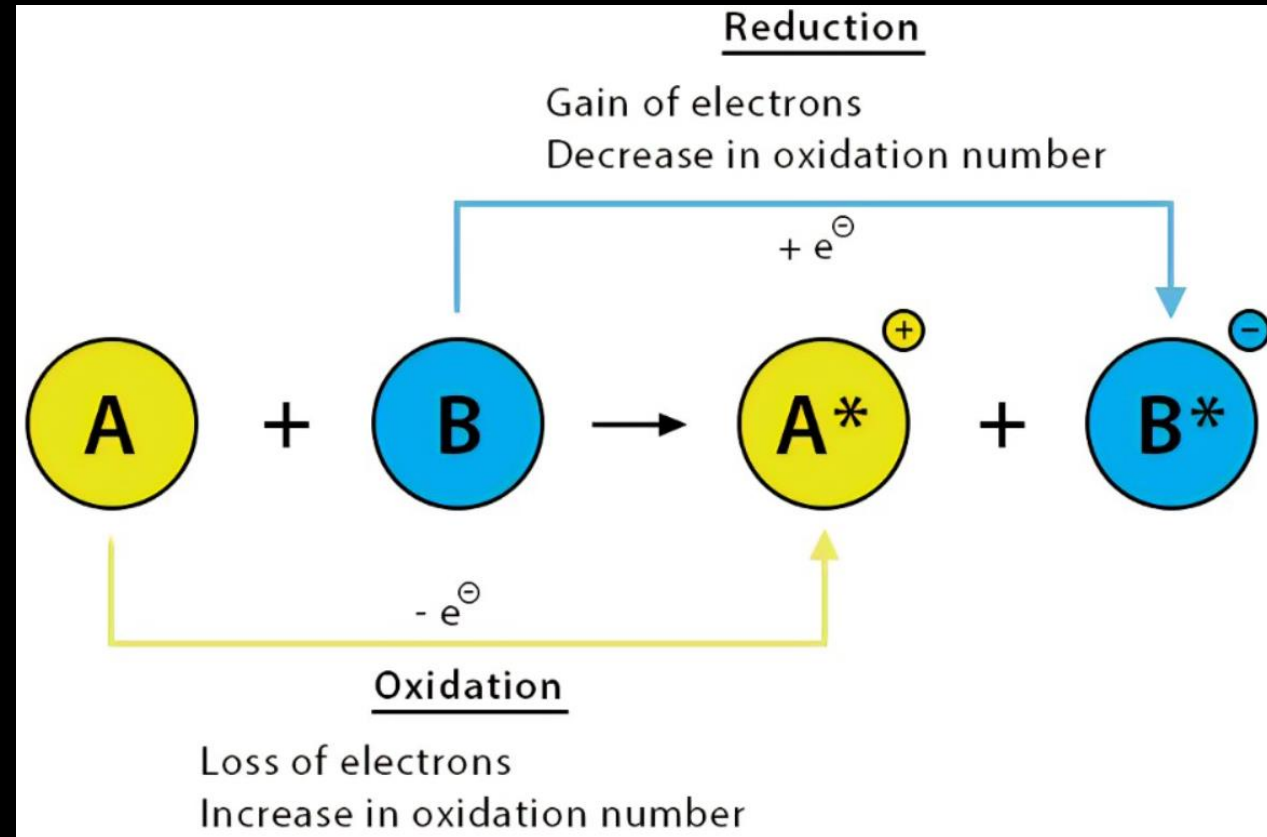 Reduction
Gain of electrons
Decrease in oxidation number
+ e⊖
+
−
A + B → A* + B*
- e⊖
Oxidation
Loss of electrons
Increase in oxidation number